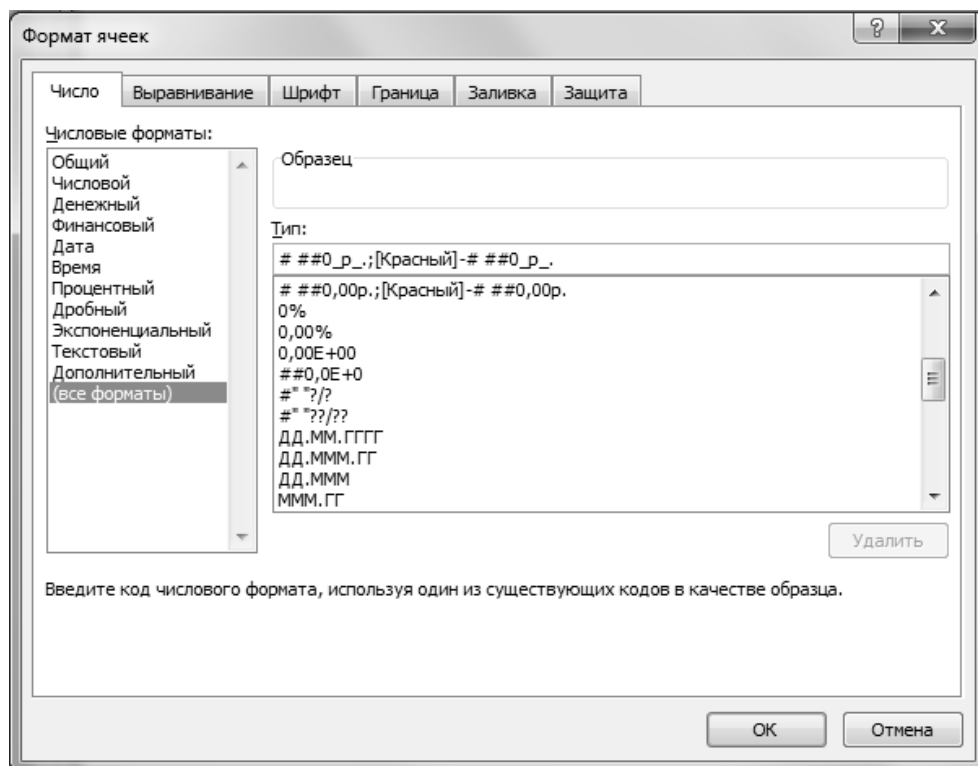 Формат ячеек
Число Выравнивание Шрифт Граница Заливка Защита
Числовые форматы:
Общий
Числовой
Денежный
Финансовый
Дата
Время
Процентный
Дробный
Экспоненциальный
Текстовый
Дополнительный
(все форматы)
Образец
Тип:
# ##0_р_.;[Красный]-# ##0_р_.
# ##0,00р.;[Красный]-# ##0,00р.
0%
0,00%
0,00E+00
##0,0E+0
#" "?/?
#" "??/??
ДД.ММ.ГГГГ
ДД.МММ.ГГ
ДД.МММ
МММ.ГГ
Удалить
Введите код числового формата, используя один из существующих кодов в качестве образца.
ОК Отмена